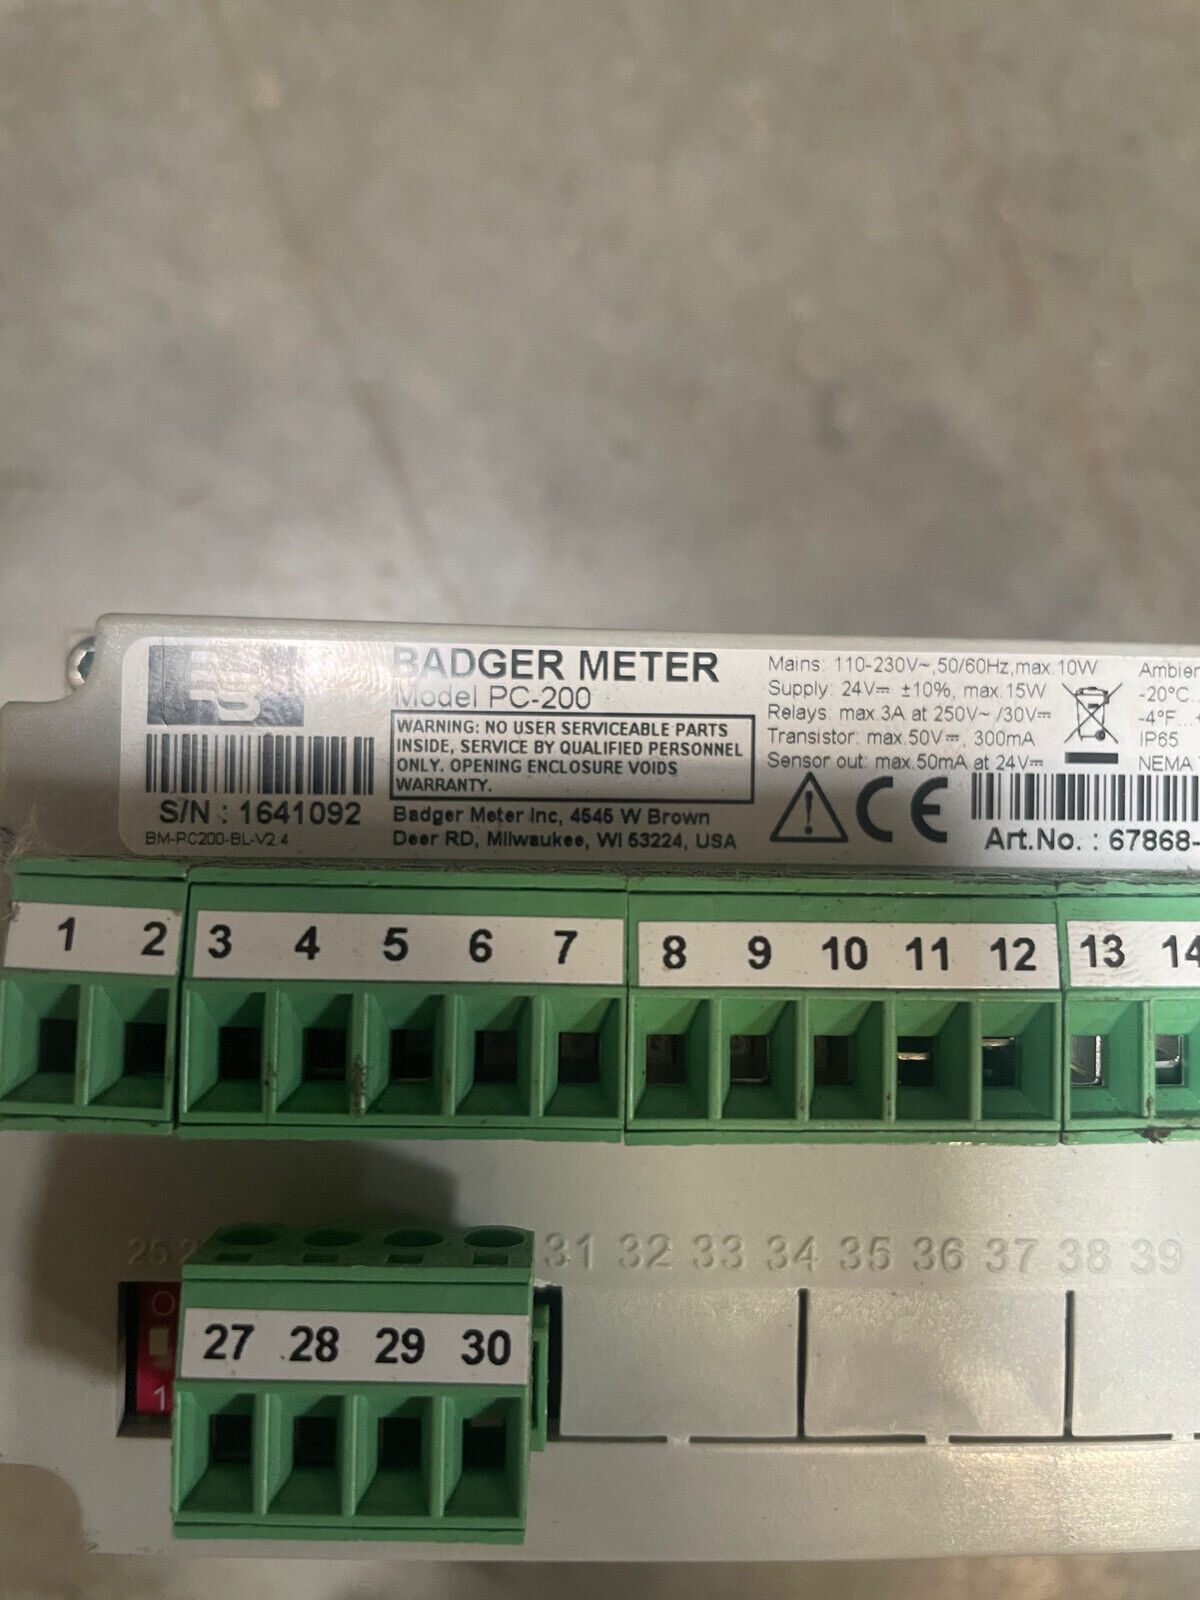 BADGER METER
Model PC-200
WARNING: NO USER SERVICEABLE PARTS
INSIDE, SERVICE BY QUALIFIED PERSONNEL
ONLY. OPENING ENCLOSURE VOIDS
WARRANTY.
Badger Meter Inc, 4545 W Brown
Deer RD, Milwaukee, WI 53224, USA
S/N : 1641092
BM-PC200-BL-V2.4
Mains: 110-230V~, 50/60Hz, max.10W
Supply: 24V⎓ ±10%, max.15W
Relays: max.3A at 250V~ /30V⎓
Transistor: max.50V⎓, 300mA
Sensor out: max.50mA at 24V⎓
CE
Ambien
-20°C
-4°F...
IP65
NEMA
Art.No. : 67868-
1 2 3 4 5 6 7 8 9 10 11 12 13 14
25 31 32 33 34 35 36 37 38 39
27 28 29 30
1